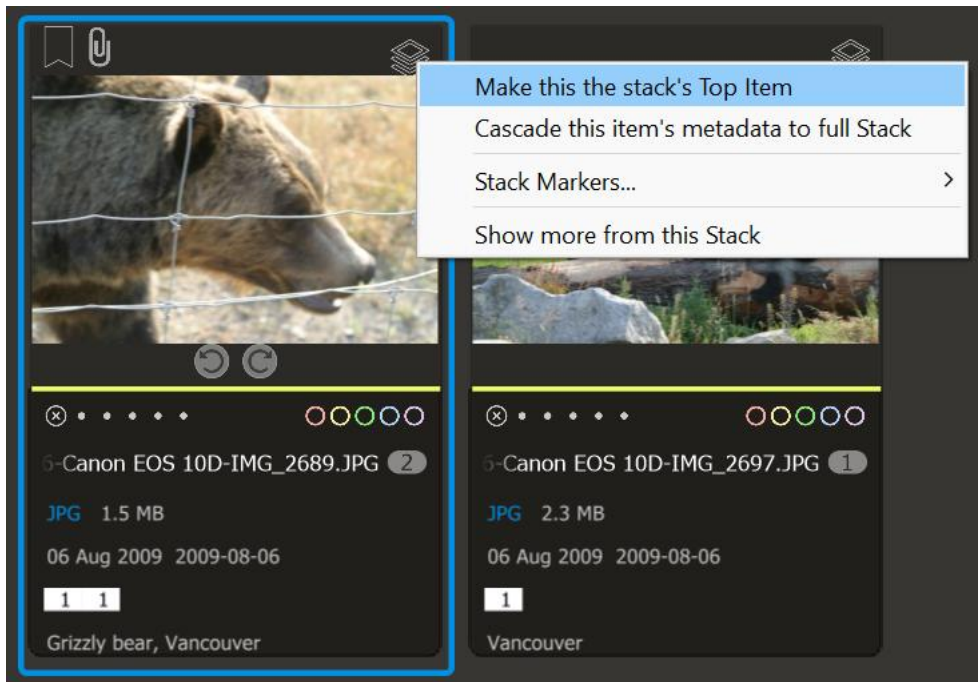 Make this the stack's Top Item
Cascade this item's metadata to full Stack
Stack Markers...
Show more from this Stack
6-Canon EOS 10D-IMG_2689.JPG 2
JPG 1.5 MB
06 Aug 2009 2009-08-06
1 1
Grizzly bear, Vancouver
6-Canon EOS 10D-IMG_2697.JPG 1
JPG 2.3 MB
06 Aug 2009 2009-08-06
1
Vancouver